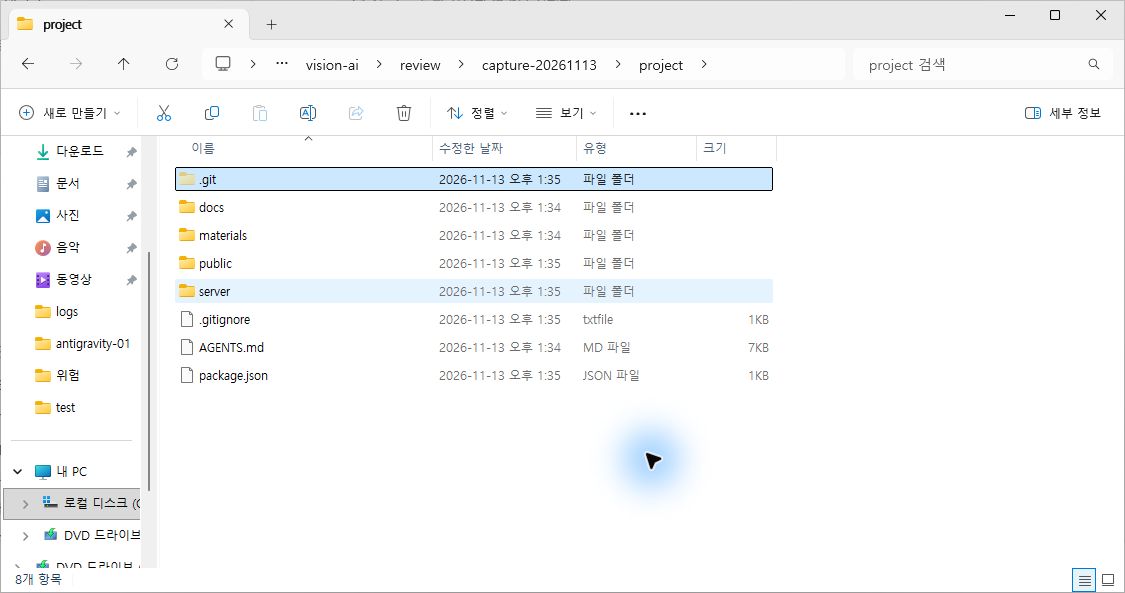 project
··· vision-ai review capture-20261113 project project 검색
새로 만들기 정렬 보기 ··· 세부 정보
다운로드
문서
사진
음악
동영상
logs
antigravity-01
위험
test
내 PC
로컬 디스크 (C
DVD 드라이브
DVD 드라이브
이름 수정한 날짜 유형 크기
.git 2026-11-13 오후 1:35 파일 폴더
docs 2026-11-13 오후 1:34 파일 폴더
materials 2026-11-13 오후 1:34 파일 폴더
public 2026-11-13 오후 1:35 파일 폴더
server 2026-11-13 오후 1:35 파일 폴더
.gitignore 2026-11-13 오후 1:35 txtfile 1KB
AGENTS.md 2026-11-13 오후 1:34 MD 파일 7KB
package.json 2026-11-13 오후 1:35 JSON 파일 1KB
8개 항목